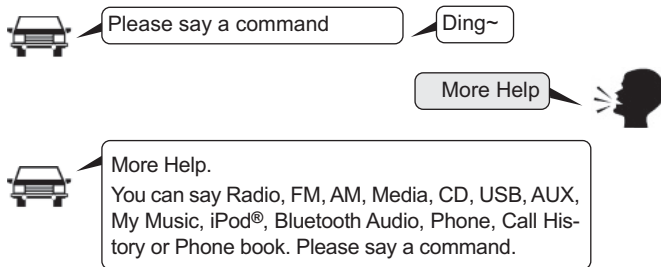 Please say a command
Ding~
More Help
More Help.
You can say Radio, FM, AM, Media, CD, USB, AUX,
My Music, iPod®, Bluetooth Audio, Phone, Call His-
tory or Phone book. Please say a command.